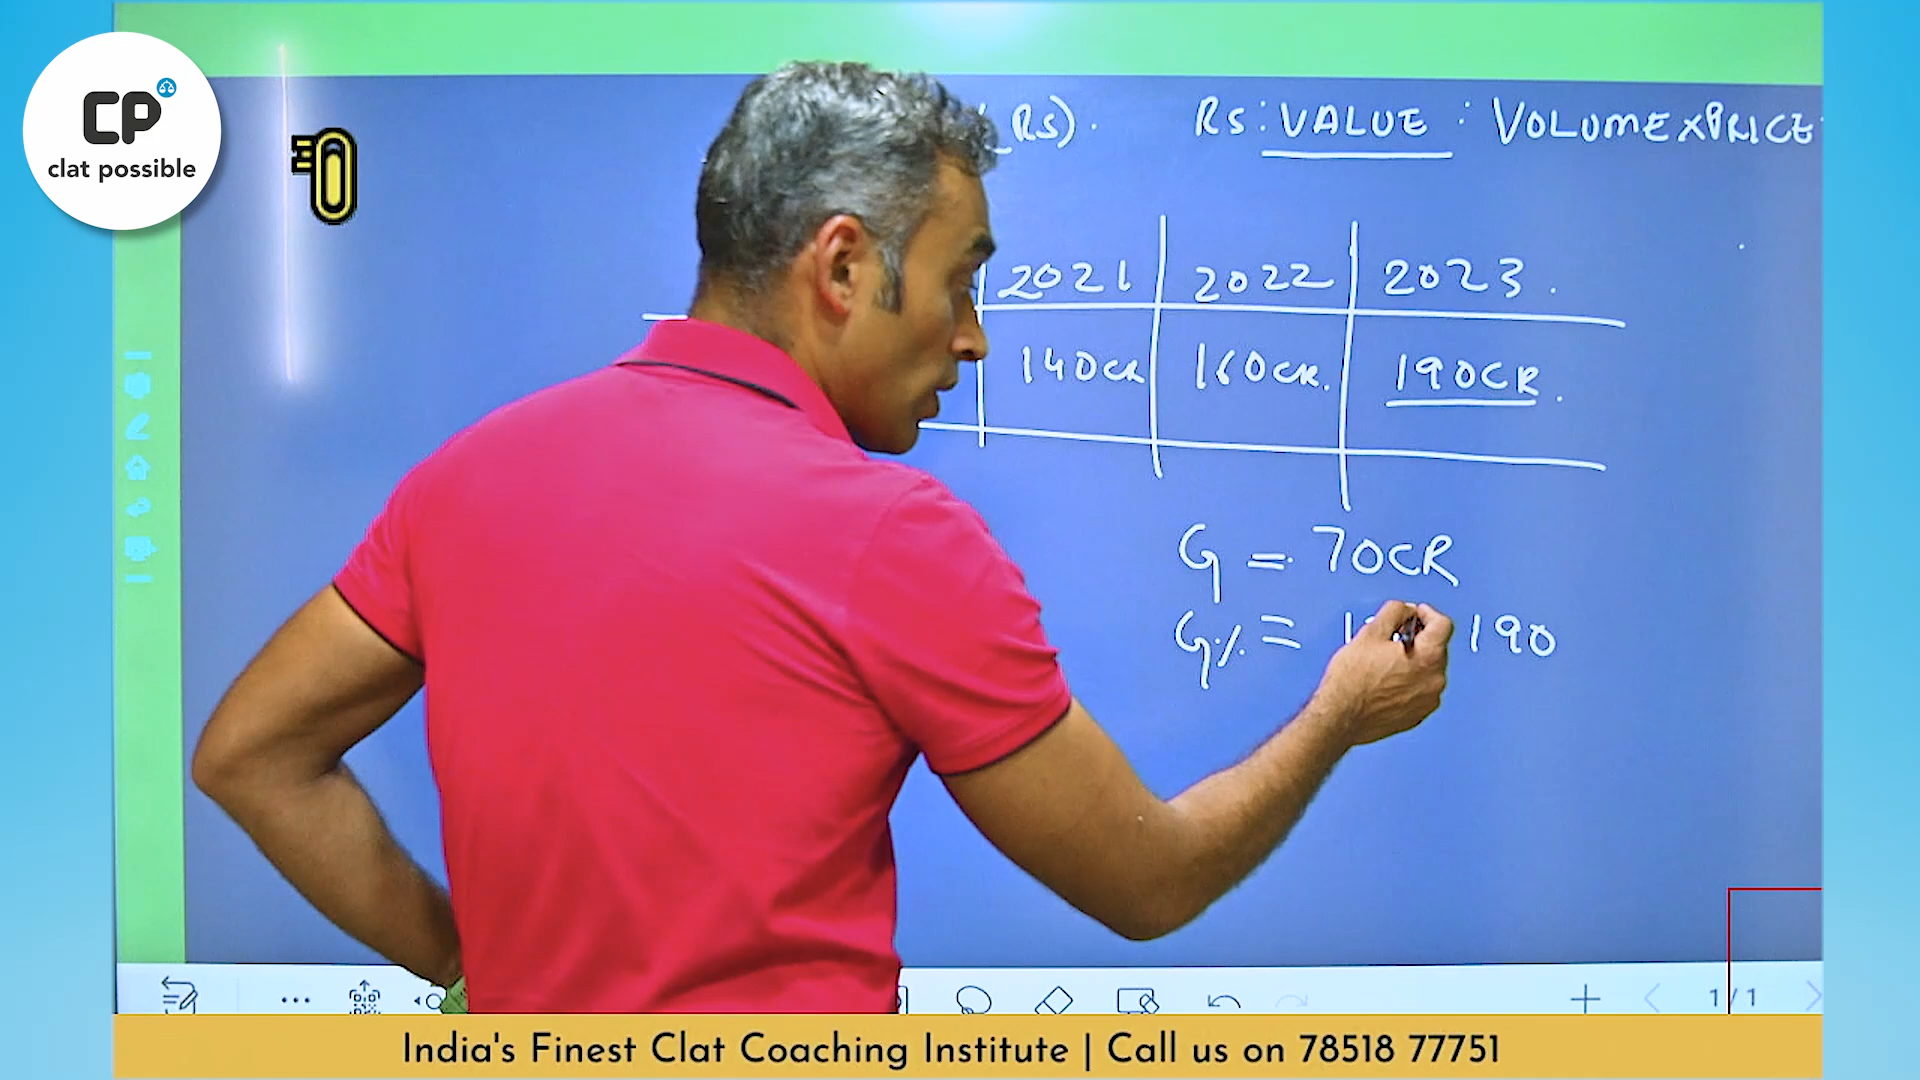 CP
clat possible
Rs). Rs: VALUE : VOLUME x PRICE
2021 2022 2023.
140CR 160CR. 190CR.
G = 70CR
G% = 190
1/1
India's Finest Clat Coaching Institute | Call us on 78518 77751